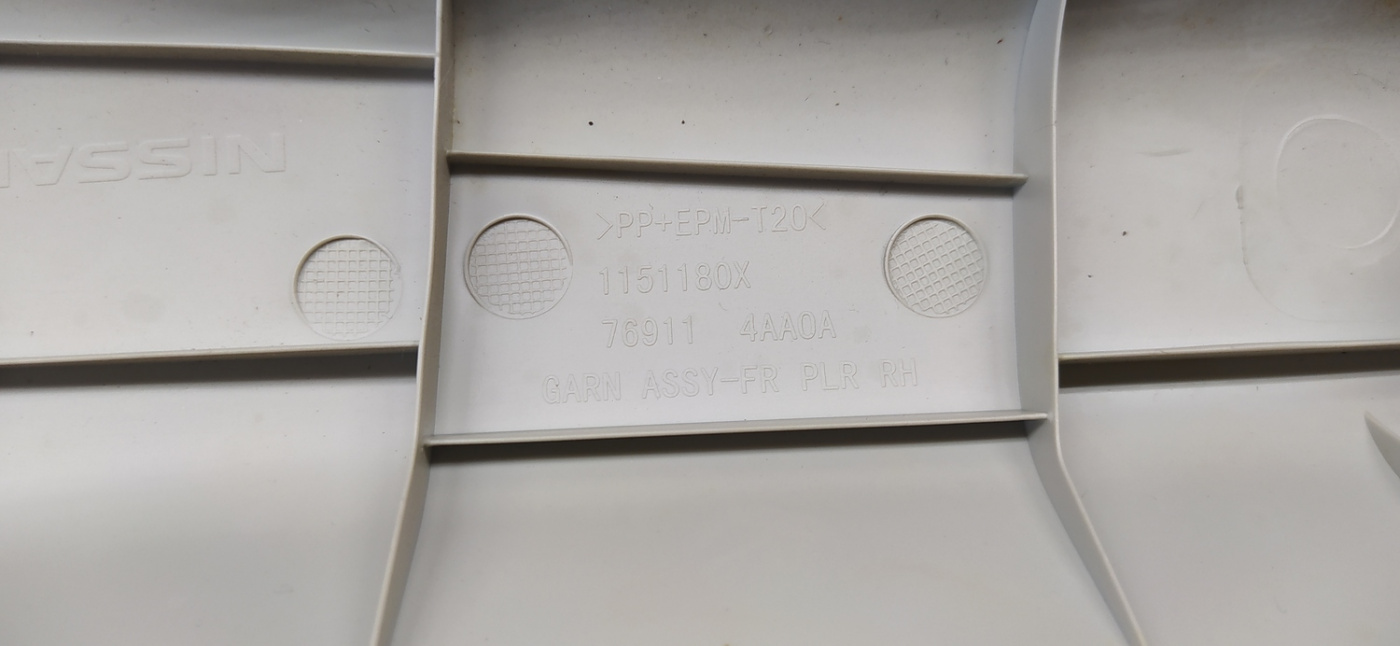 NISSAN
>PP+EPM-T20<
1151180X
76911 4AA0A
GARN ASSY-FR PLR RH